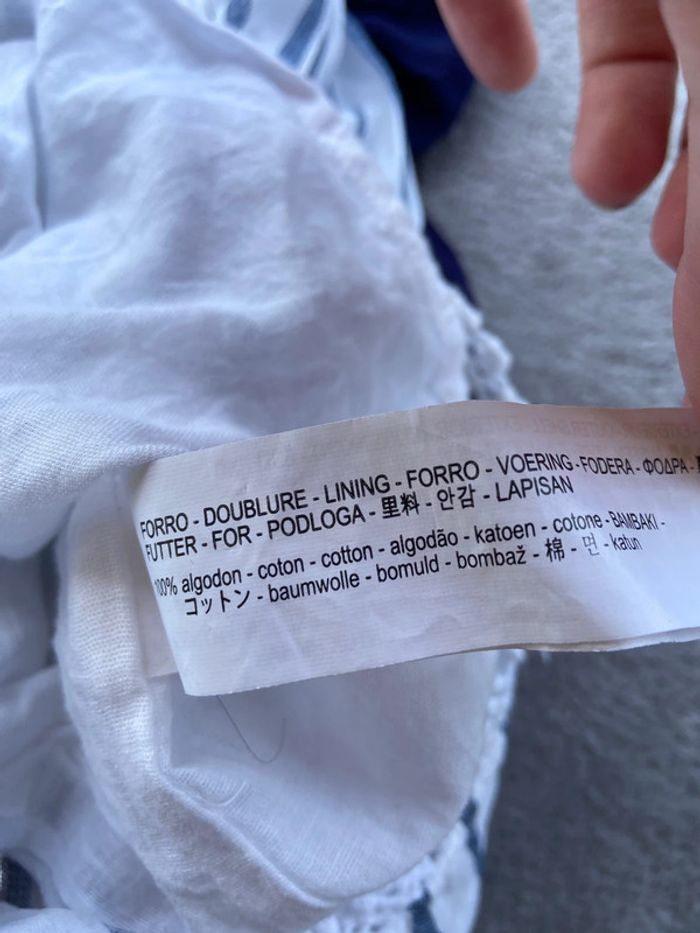 FORRO - DOUBLURE - LINING - FORRO - VOERING - FODERA - ΦΟΔΡΑ -
FUTTER - FOR - PODLOGA - 里料 - 안감 - LAPISAN
100% algodon - coton - cotton - algodão - katoen - cotone - BAMBAKI -
コットン - baumwolle - bomuld - bombaž - 棉 - 면 - katun